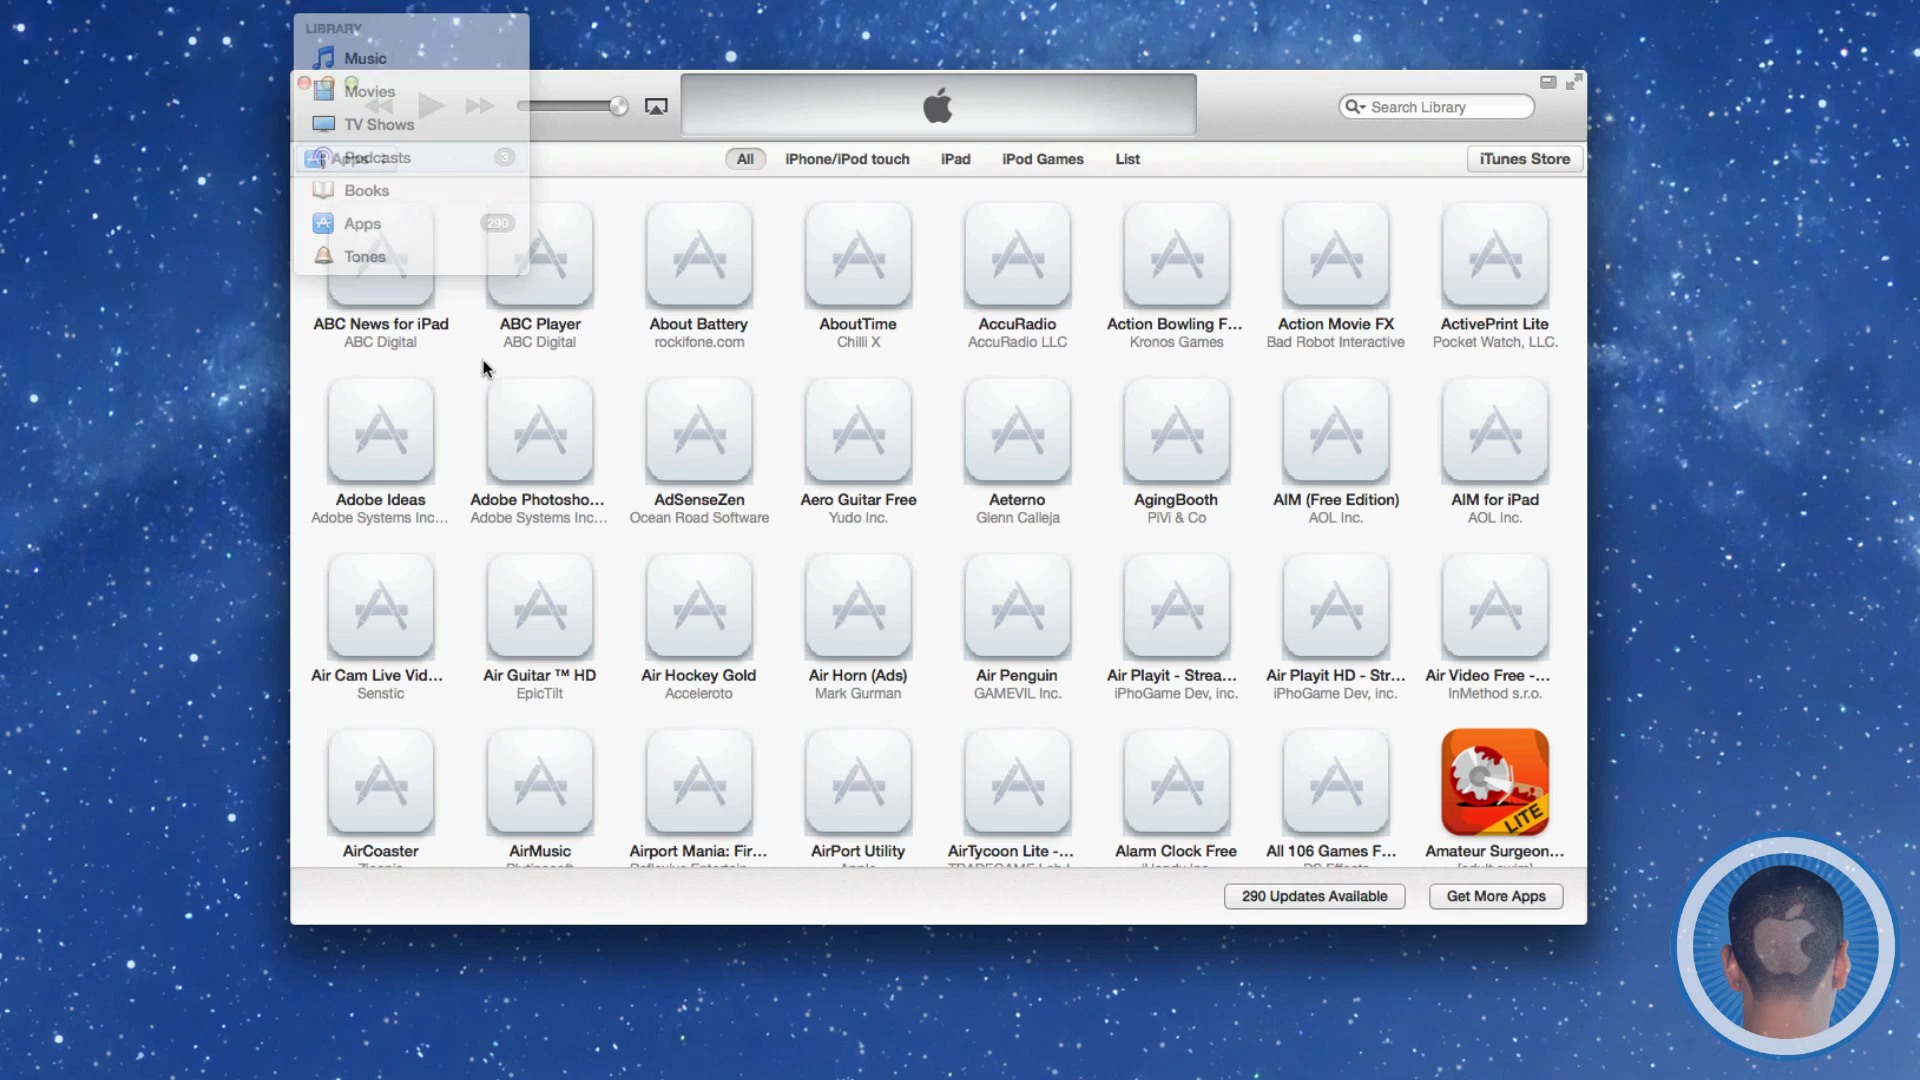 LIBRARY
Music
Movies
TV Shows
Podcasts 3
Books
Apps 290
Tones
Apps
Search Library
All iPhone/iPod touch iPad iPod Games List
iTunes Store
ABC News for iPad ABC Player About Battery AboutTime AccuRadio Action Bowling F... Action Movie FX ActivePrint Lite
ABC Digital ABC Digital rockifone.com Chilli X AccuRadio LLC Kronos Games Bad Robot Interactive Pocket Watch, LLC.
Adobe Ideas Adobe Photosho... AdSenseZen Aero Guitar Free Aeterno AgingBooth AIM (Free Edition) AIM for iPad
Adobe Systems Inc... Adobe Systems Inc... Ocean Road Software Yudo Inc. Glenn Calleja PiVi & Co AOL Inc. AOL Inc.
Air Cam Live Vid... Air Guitar ™ HD Air Hockey Gold Air Horn (Ads) Air Penguin Air Playit - Strea... Air Playit HD - Str... Air Video Free -...
Senstic EpicTilt Acceleroto Mark Gurman GAMEVIL Inc. iPhoGame Dev, inc. iPhoGame Dev, inc. InMethod s.r.o.
LITE
AirCoaster AirMusic Airport Mania: Fir... AirPort Utility AirTycoon Lite -... Alarm Clock Free All 106 Games F... Amateur Surgeon...
290 Updates Available Get More Apps